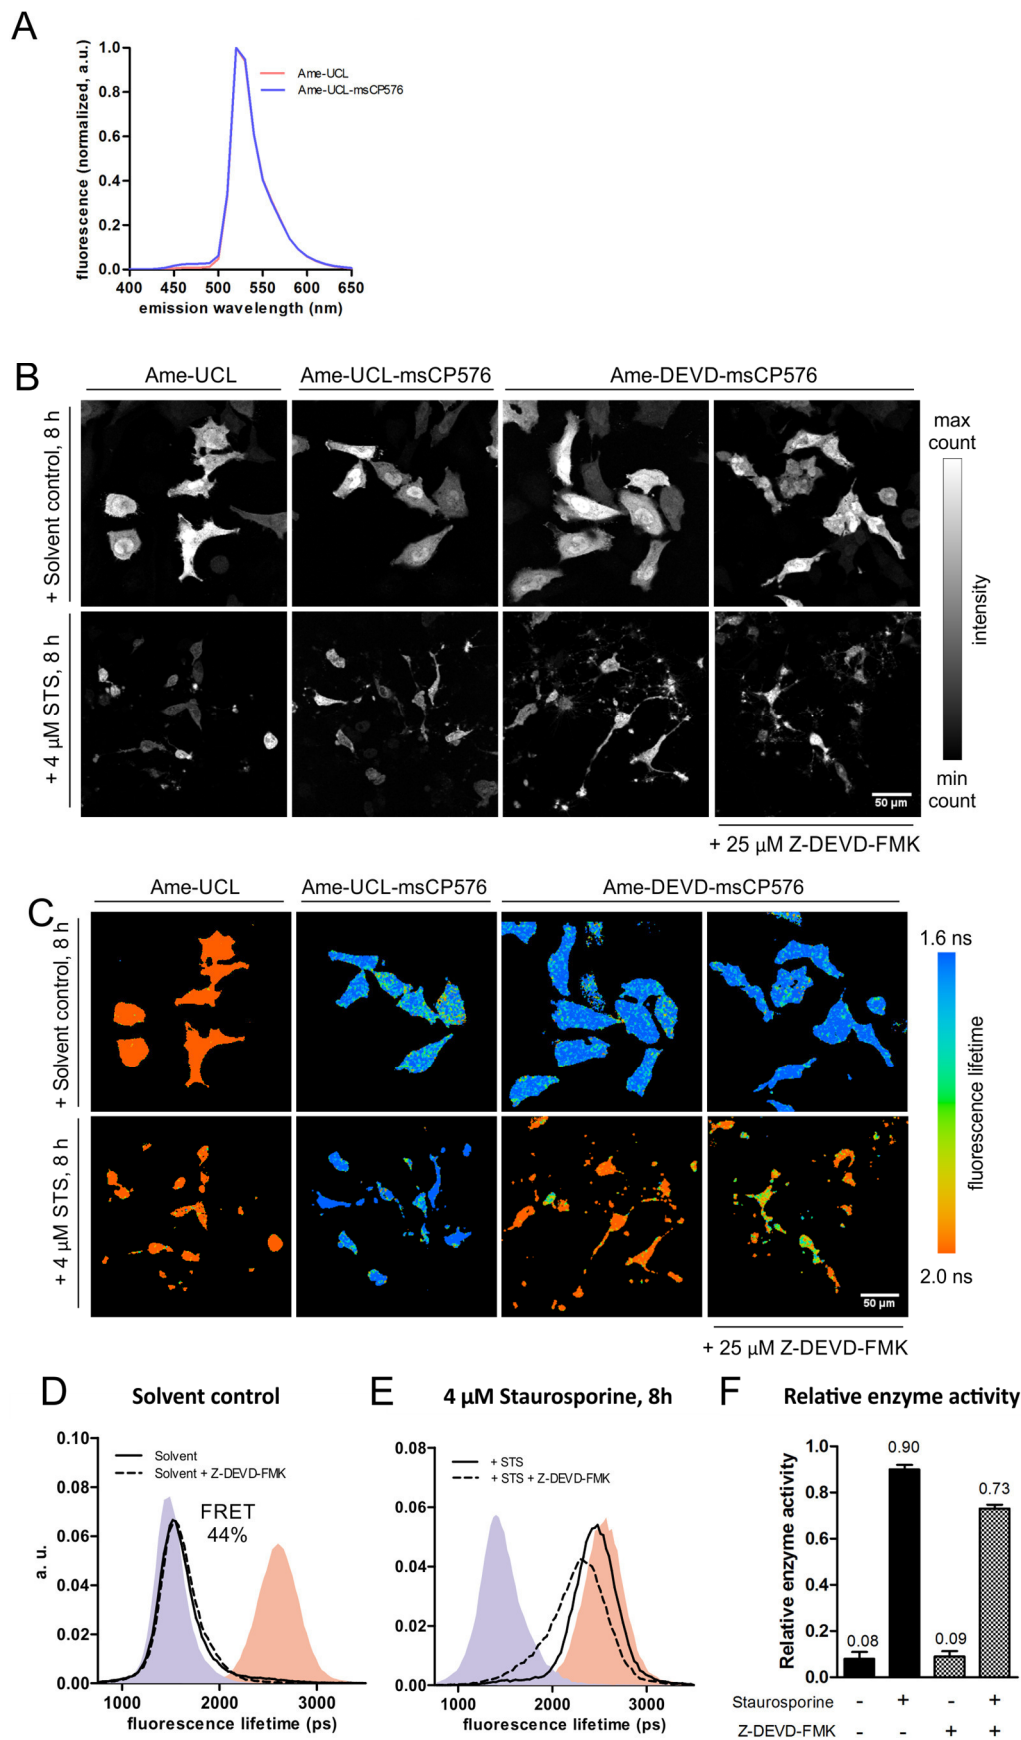 A
fluorescence (normalized, a.u.)
1.0
0.8
0.6
0.4
0.2
0.0
400 450 500 550 600 650
emission wavelength (nm)
Ame-UCL
Ame-UCL-msCP576
B
Ame-UCL Ame-UCL-msCP576 Ame-DEVD-msCP576
+ Solvent control, 8 h
+ 4 µM STS, 8 h
max
count
intensity
min
count
50 µm
+ 25 µM Z-DEVD-FMK
C
Ame-UCL Ame-UCL-msCP576 Ame-DEVD-msCP576
+ Solvent control, 8 h
+ 4 µM STS, 8 h
1.6 ns
fluorescence lifetime
2.0 ns
50 µm
+ 25 µM Z-DEVD-FMK
D Solvent control
a. u.
0.10
0.08
0.06
0.04
0.02
0.00
Solvent
Solvent + Z-DEVD-FMK
FRET
44%
1000 2000 3000
fluorescence lifetime (ps)
E 4 µM Staurosporine, 8h
0.08
0.06
0.04
0.02
0.00
+ STS
+ STS + Z-DEVD-FMK
1000 2000 3000
fluorescence lifetime (ps)
F Relative enzyme activity
Relative enzyme activity
1.0
0.8
0.6
0.4
0.2
0.0
0.08
0.90
0.09
0.73
Staurosporine - + - +
Z-DEVD-FMK - - + +